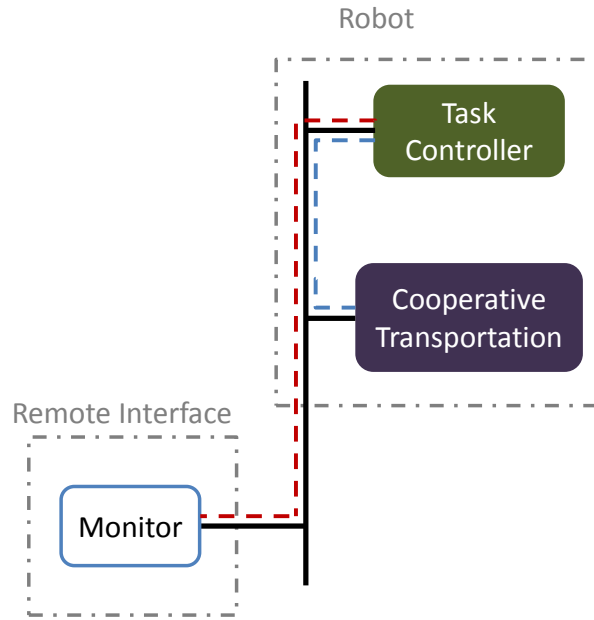 Robot
Task
Controller
Cooperative
Transportation
Remote Interface
Monitor